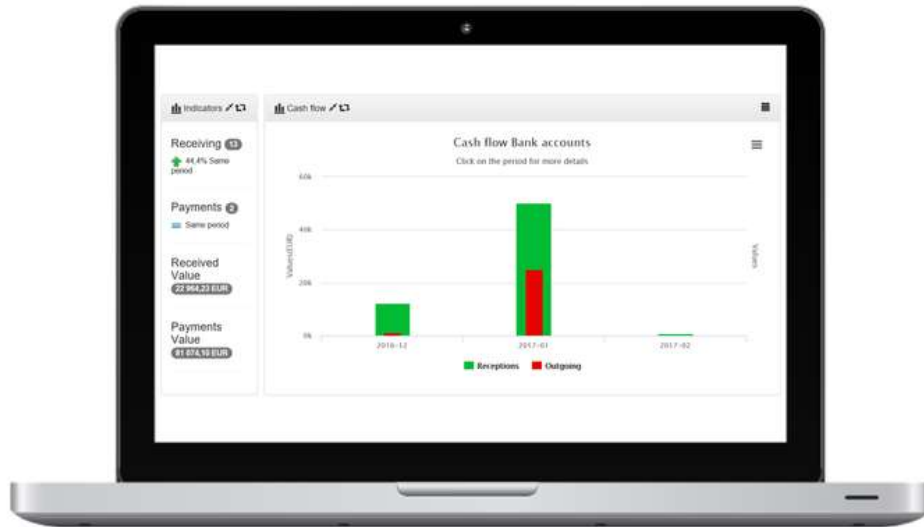 Indicators
Receiving 13
44,4% Same
period
Payments 2
Same period
Received
Value
22 964,23 EUR
Payments
Value
81 074,10 EUR
Cash flow
Cash flow Bank accounts
Click on the period for more details
60k
40k
20k
0k
Values(EUR)
Values
2016-12
2017-01
2017-02
Receptions
Outgoing